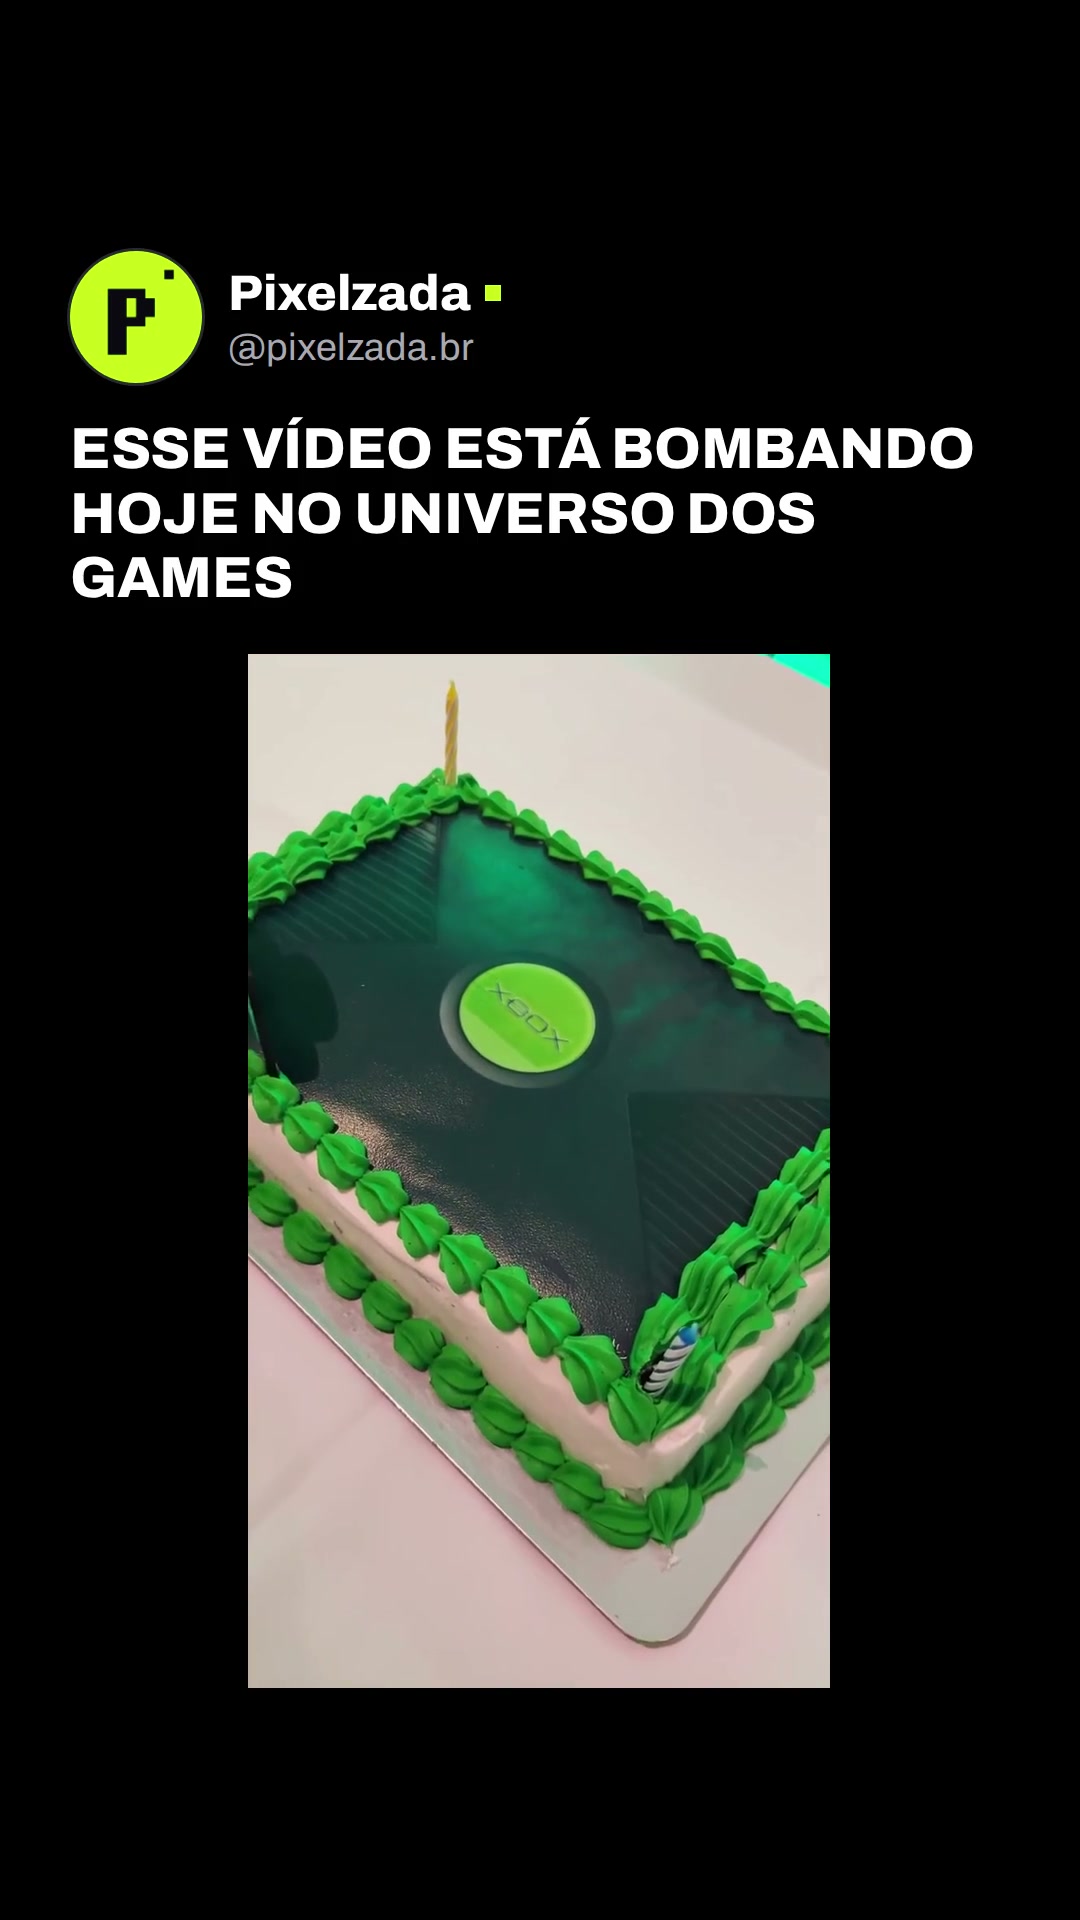 Pixelzada
@pixelzada.br
ESSE VÍDEO ESTÁ BOMBANDO
HOJE NO UNIVERSO DOS
GAMES
XBOX